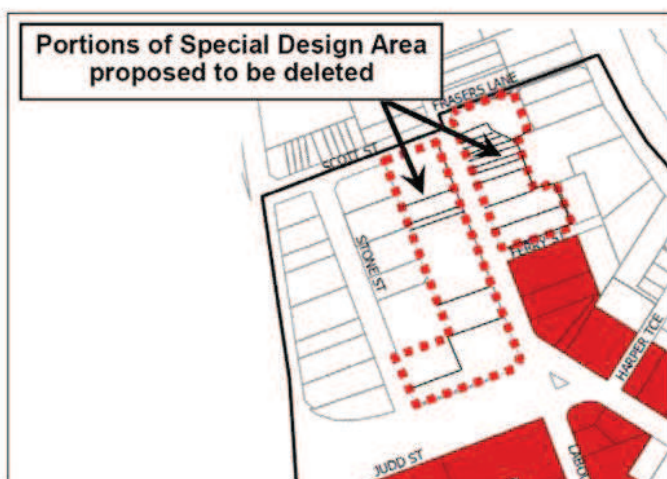 Portions of Special Design Area
proposed to be deleted
FRASERS LANE
SCOTT ST
STONE ST
FERRY ST
HARPER TCE
JUDD ST
LABO